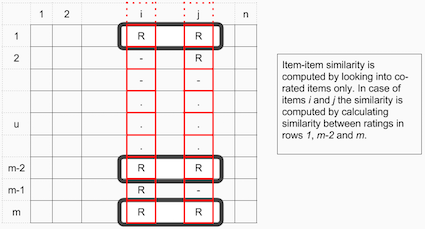 1 2 i j n
1 R R
2 - R
- -
. .
u . .
. .
m-2 R R
m-1 R -
m R R
Item-item similarity is
computed by looking into co-
rated items only. In case of
items i and j the similarity is
computed by calculating
similarity between ratings in
rows 1, m-2 and m.